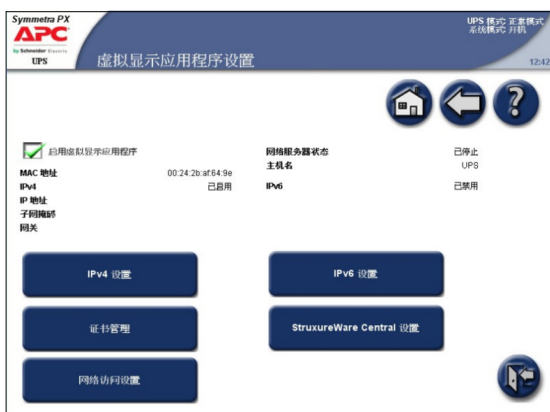 Symmetra PX
APC
by Schneider Electric
UPS
虚拟显示应用程序设置
UPS 模式: 正常模式
系统模式: 开机
12:42
启用虚拟显示应用程序
MAC 地址 00:24:2b:af:64:9e
IPv4 已启用
IP 地址
子网掩码
网关
网络服务器状态 已停止
主机名 UPS
IPv6 已禁用
IPv4 设置
IPv6 设置
证书管理
StruxureWare Central 设置
网络访问设置